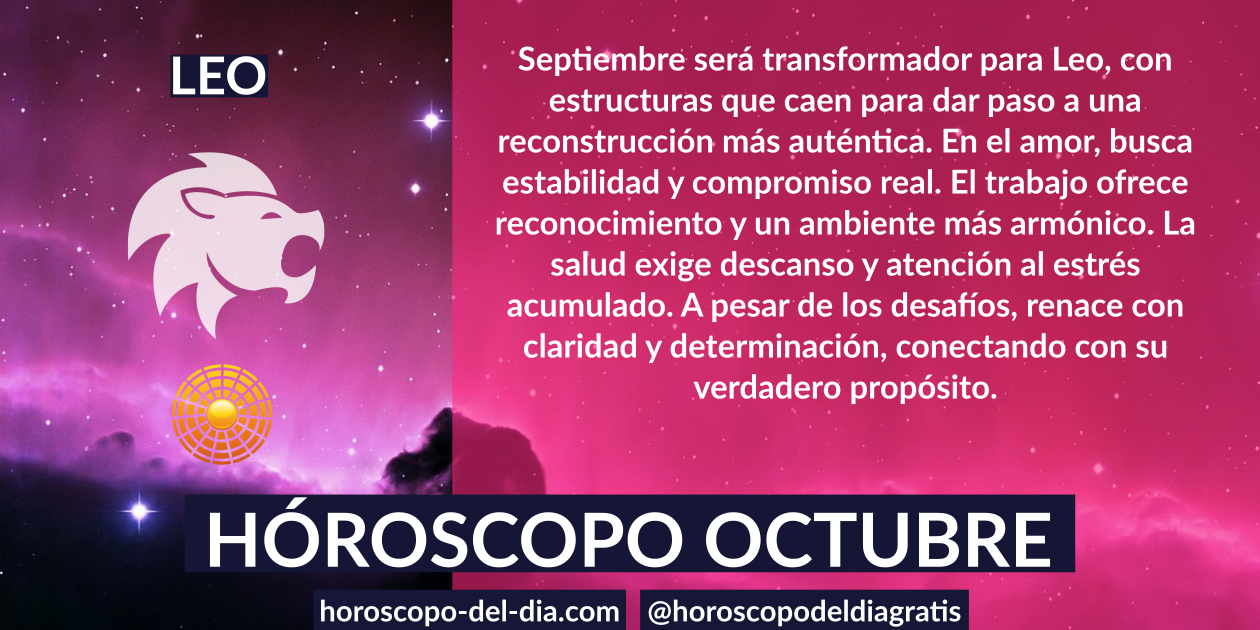 LEO
Septiembre será transformador para Leo, con
estructuras que caen para dar paso a una
reconstrucción más auténtica. En el amor, busca
estabilidad y compromiso real. El trabajo ofrece
reconocimiento y un ambiente más armónico. La
salud exige descanso y atención al estrés
acumulado. A pesar de los desafíos, renace con
claridad y determinación, conectando con su
verdadero propósito.
HÓROSCOPO OCTUBRE
horoscopo-del-dia.com
@horoscopodeldiagratis